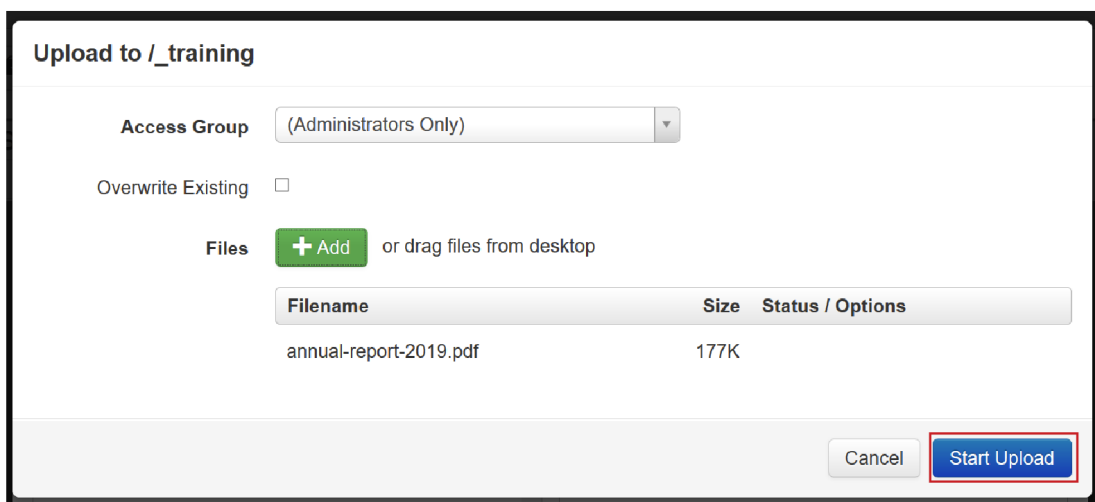 Upload to /_training
Access Group (Administrators Only)
Overwrite Existing
Files Add or drag files from desktop
Filename Size Status / Options
annual-report-2019.pdf 177K
Cancel Start Upload